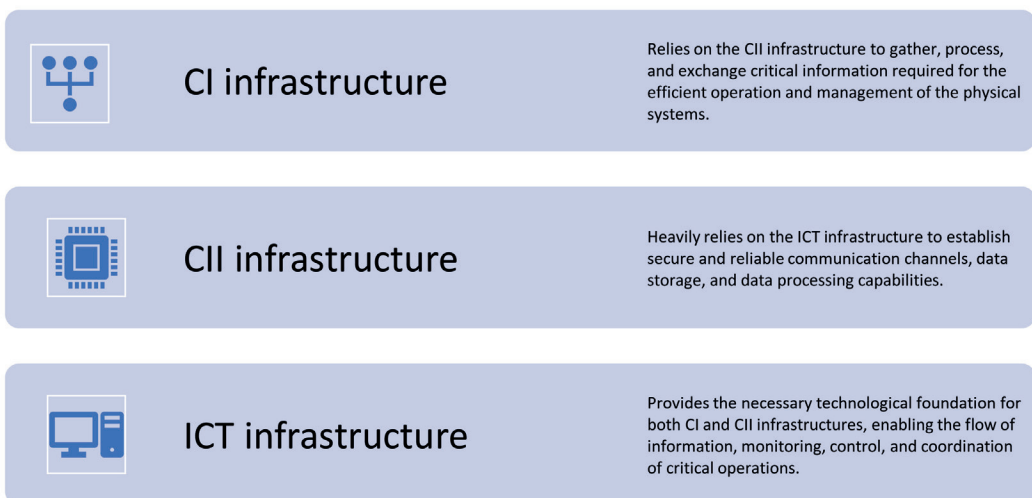 CI infrastructure
Relies on the CII infrastructure to gather, process,
and exchange critical information required for the
efficient operation and management of the physical
systems.
CII infrastructure
Heavily relies on the ICT infrastructure to establish
secure and reliable communication channels, data
storage, and data processing capabilities.
ICT infrastructure
Provides the necessary technological foundation for
both CI and CII infrastructures, enabling the flow of
information, monitoring, control, and coordination
of critical operations.